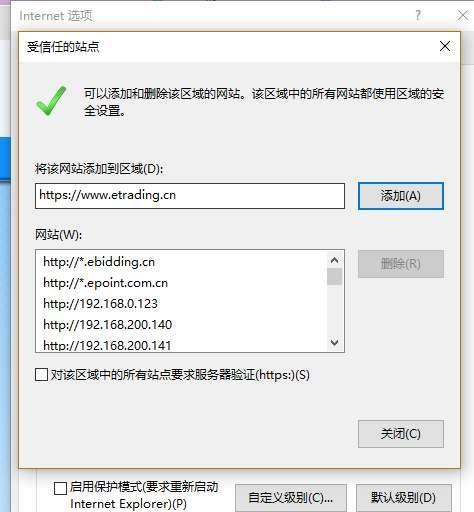 Internet 选项
受信任的站点
可以添加和删除该区域的网站。该区域中的所有网站都使用区域的安
全设置。
将该网站添加到区域(D):
https://www.etrading.cn
添加(A)
网站(W):
http://*.ebidding.cn
http://*.epoint.com.cn
http://192.168.0.123
http://192.168.200.140
http://192.168.200.141
删除(R)
对该区域中的所有站点要求服务器验证(https:)(S)
关闭(C)
启用保护模式(要求重新启动
Internet Explorer)(P)
自定义级别(C)...
默认级别(D)